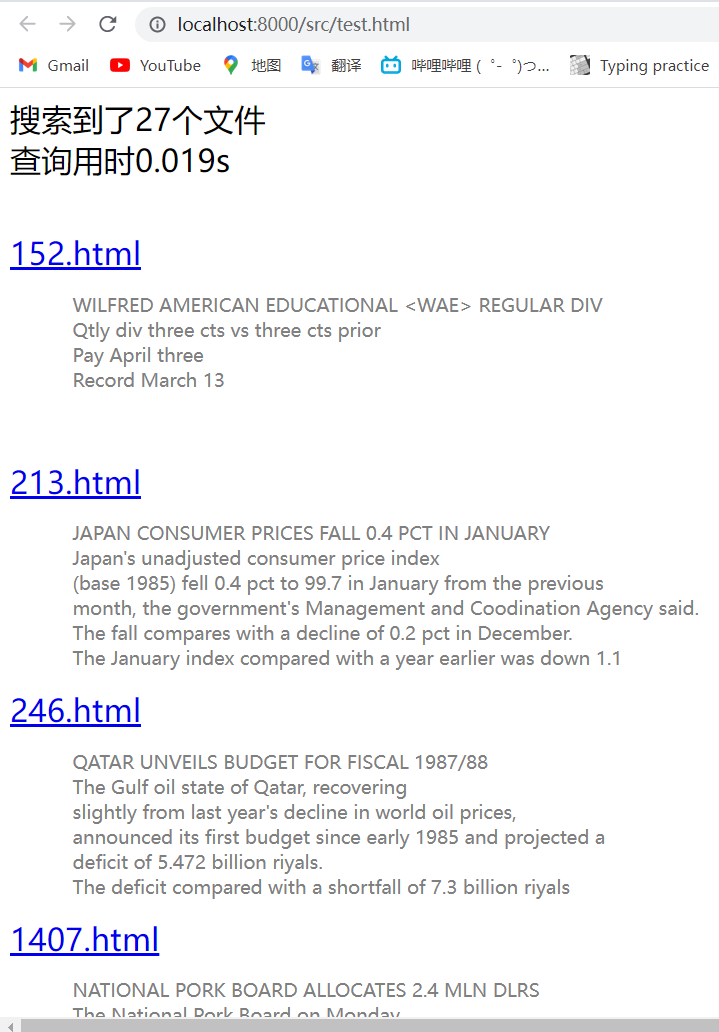 localhost:8000/src/test.html
Gmail YouTube 地图 翻译 哔哩哔哩 ( ゜- ゜)つ... Typing practice
搜索到了27个文件
查询用时0.019s
152.html
WILFRED AMERICAN EDUCATIONAL <WAE> REGULAR DIV
Qtly div three cts vs three cts prior
Pay April three
Record March 13
213.html
JAPAN CONSUMER PRICES FALL 0.4 PCT IN JANUARY
Japan's unadjusted consumer price index
(base 1985) fell 0.4 pct to 99.7 in January from the previous
month, the government's Management and Coodination Agency said.
The fall compares with a decline of 0.2 pct in December.
The January index compared with a year earlier was down 1.1
246.html
QATAR UNVEILS BUDGET FOR FISCAL 1987/88
The Gulf oil state of Qatar, recovering
slightly from last year's decline in world oil prices,
announced its first budget since early 1985 and projected a
deficit of 5.472 billion riyals.
The deficit compared with a shortfall of 7.3 billion riyals
1407.html
NATIONAL PORK BOARD ALLOCATES 2.4 MLN DLRS
The National Pork Board on Monday